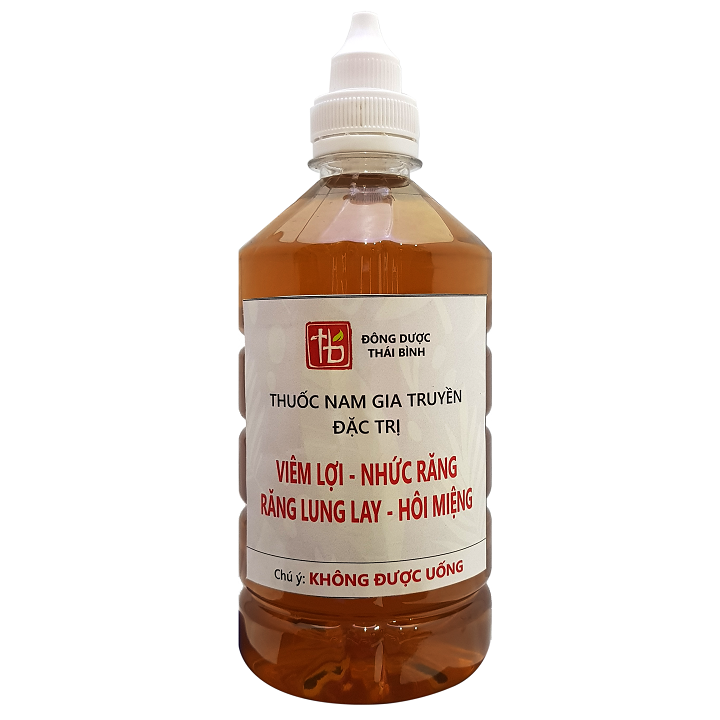 tb
ĐÔNG DƯỢC
THÁI BÌNH
THUỐC NAM GIA TRUYỀN
ĐẶC TRỊ
VIÊM LỢI - NHỨC RĂNG
RĂNG LUNG LAY - HÔI MIỆNG
Chú ý: KHÔNG ĐƯỢC UỐNG